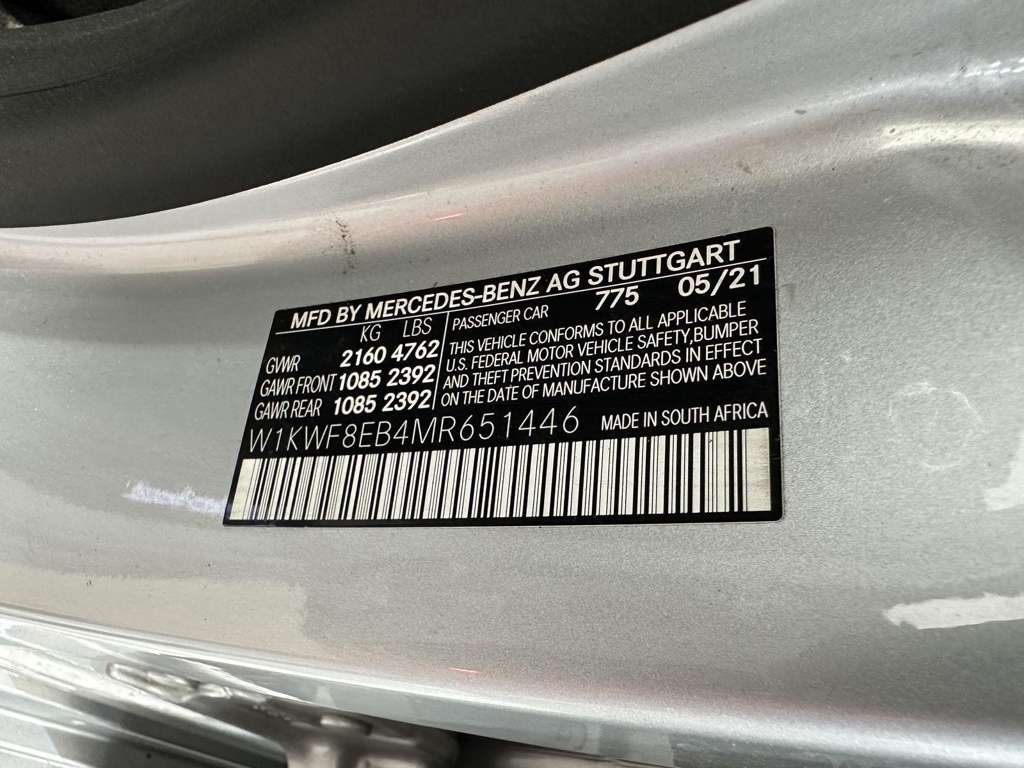 MFD BY MERCEDES-BENZ AG STUTTGART
KG LBS
GVWR 2160 4762
GAWR FRONT 1085 2392
GAWR REAR 1085 2392
PASSENGER CAR 775 05/21
THIS VEHICLE CONFORMS TO ALL APPLICABLE
U.S. FEDERAL MOTOR VEHICLE SAFETY, BUMPER
AND THEFT PREVENTION STANDARDS IN EFFECT
ON THE DATE OF MANUFACTURE SHOWN ABOVE
W1KWF8EB4MR651446 MADE IN SOUTH AFRICA